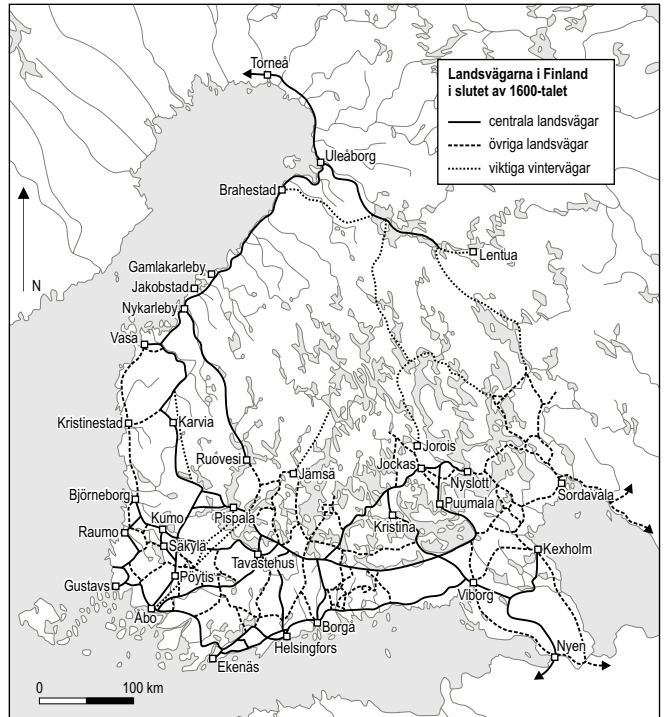 Torneå
Landsvägarna i Finland
i slutet av 1600-talet
centrala landsvägar
övriga landsvägar
viktiga vintervägar
Uleåborg
Brahestad
N
Lentua
Gamlakarleby
Jakobstad
Nykarleby
Vasa
Kristinestad
Karvia
Ruovesi
Jämsä
Jorois
Jockas
Nyslott
Sordavala
Björneborg
Pispala
Puumala
Kumo
Kristina
Raumo
Säkylä
Tavastehus
Kexholm
Gustavs
Pöytis
Viborg
Åbo
Borgå
Helsingfors
Nyen
Ekenäs
0 100 km